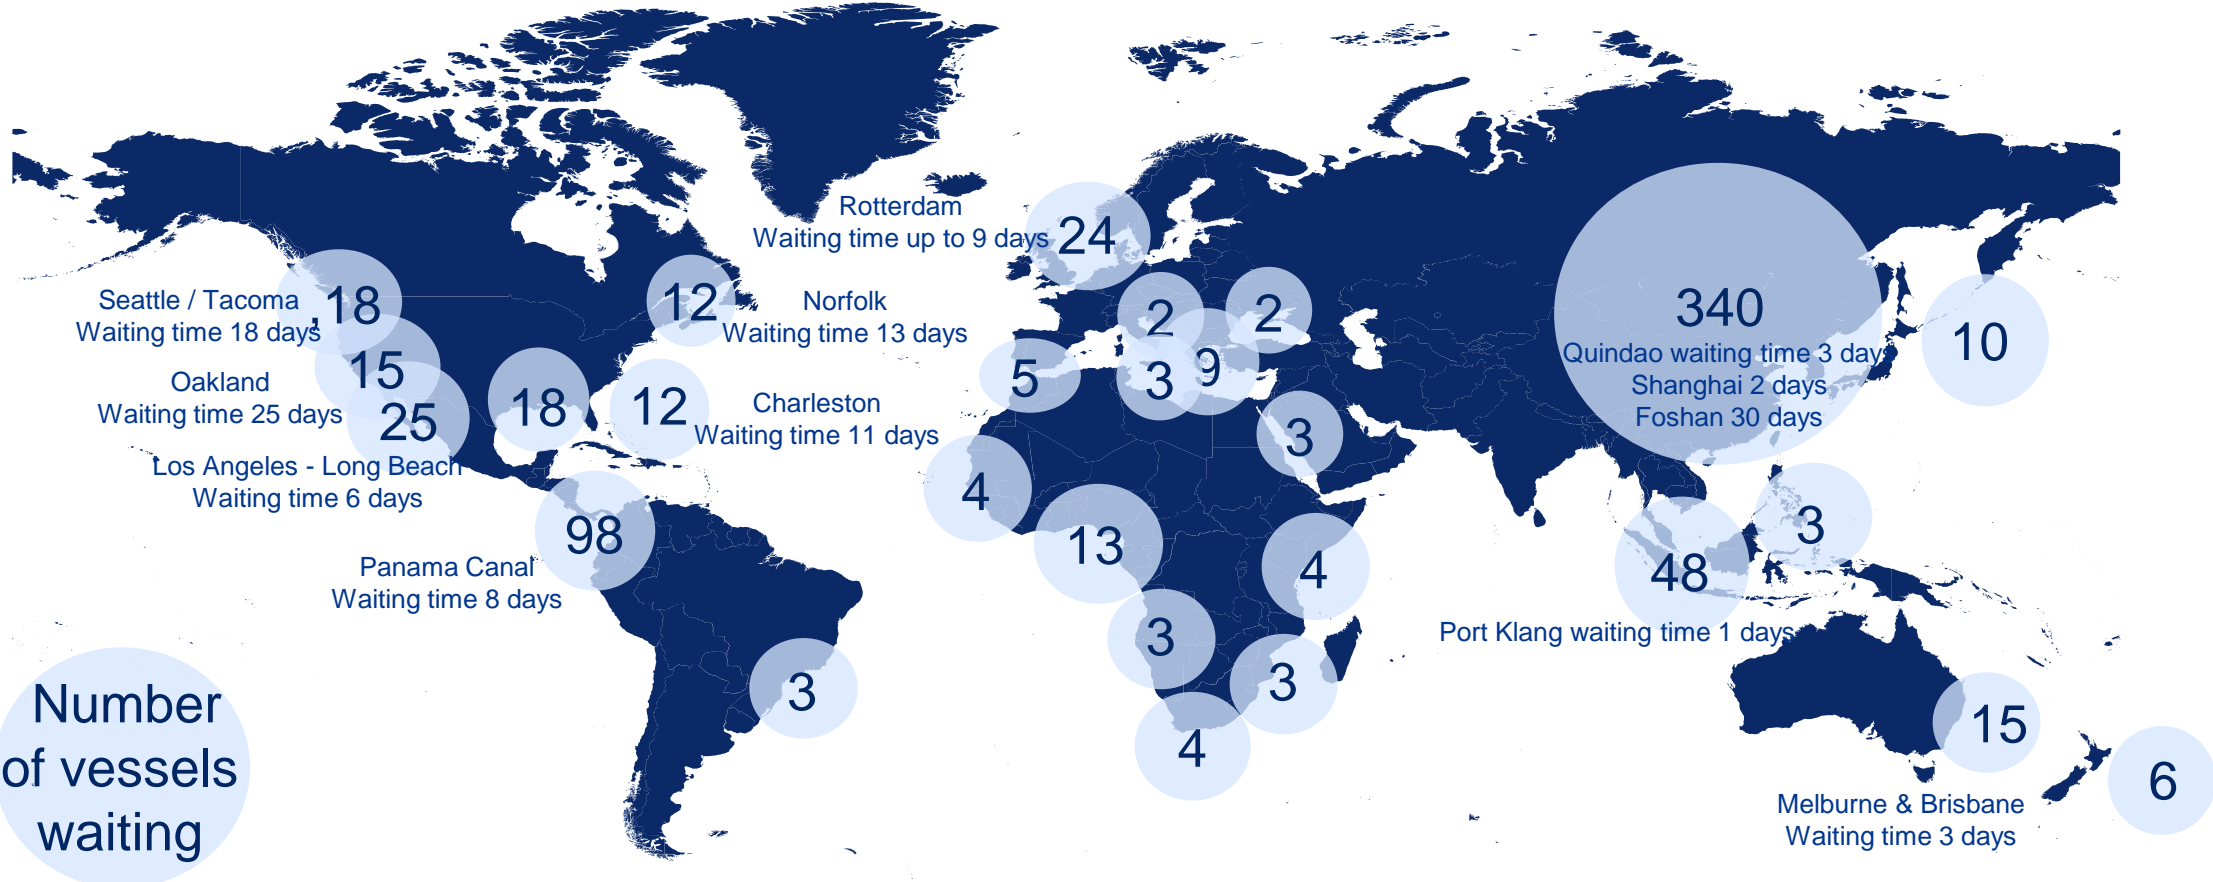 Rotterdam
Waiting time up to 9 days
24
Seattle / Tacoma
Waiting time 18 days
,18
12
Norfolk
Waiting time 13 days
2
2
340
Quindao waiting time 3 days
Shanghai 2 days
Foshan 30 days
10
15
Oakland
Waiting time 25 days
25
18
12
Charleston
Waiting time 11 days
5
3
9
3
Los Angeles - Long Beach
Waiting time 6 days
98
Panama Canal
Waiting time 8 days
4
13
4
48
3
Port Klang waiting time 1 days
3
3
3
4
15
6
Melburne & Brisbane
Waiting time 3 days
Number
of vessels
waiting